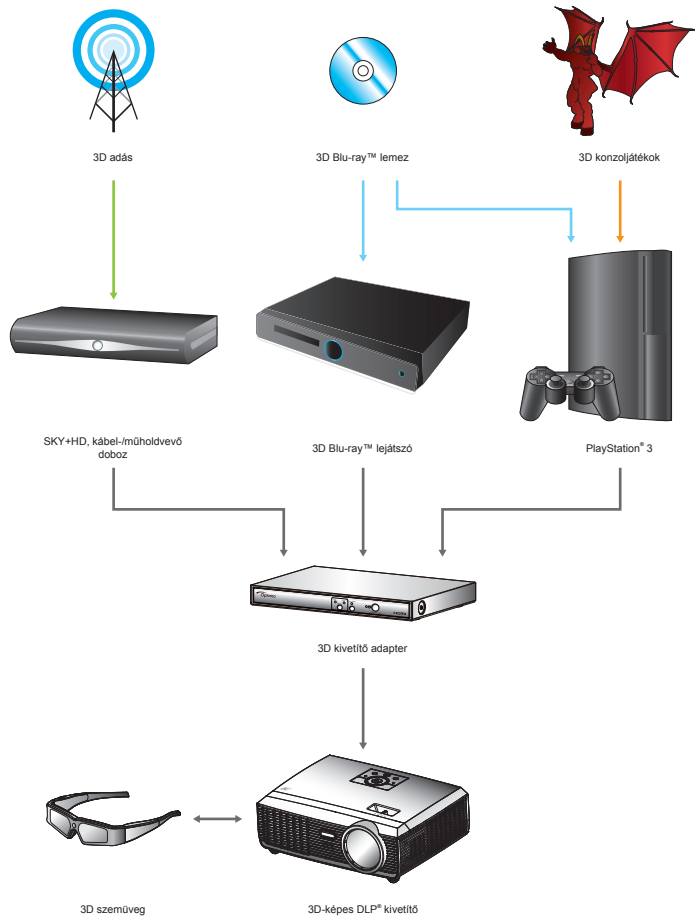 3D adás
3D Blu-ray™ lemez
3D konzoljátékok
SKY+HD, kábel-/műholdvevő
doboz
3D Blu-ray™ lejátszó
PlayStation® 3
Optoma
3D kivetítő adapter
3D szemüveg
3D-képes DLP® kivetítő